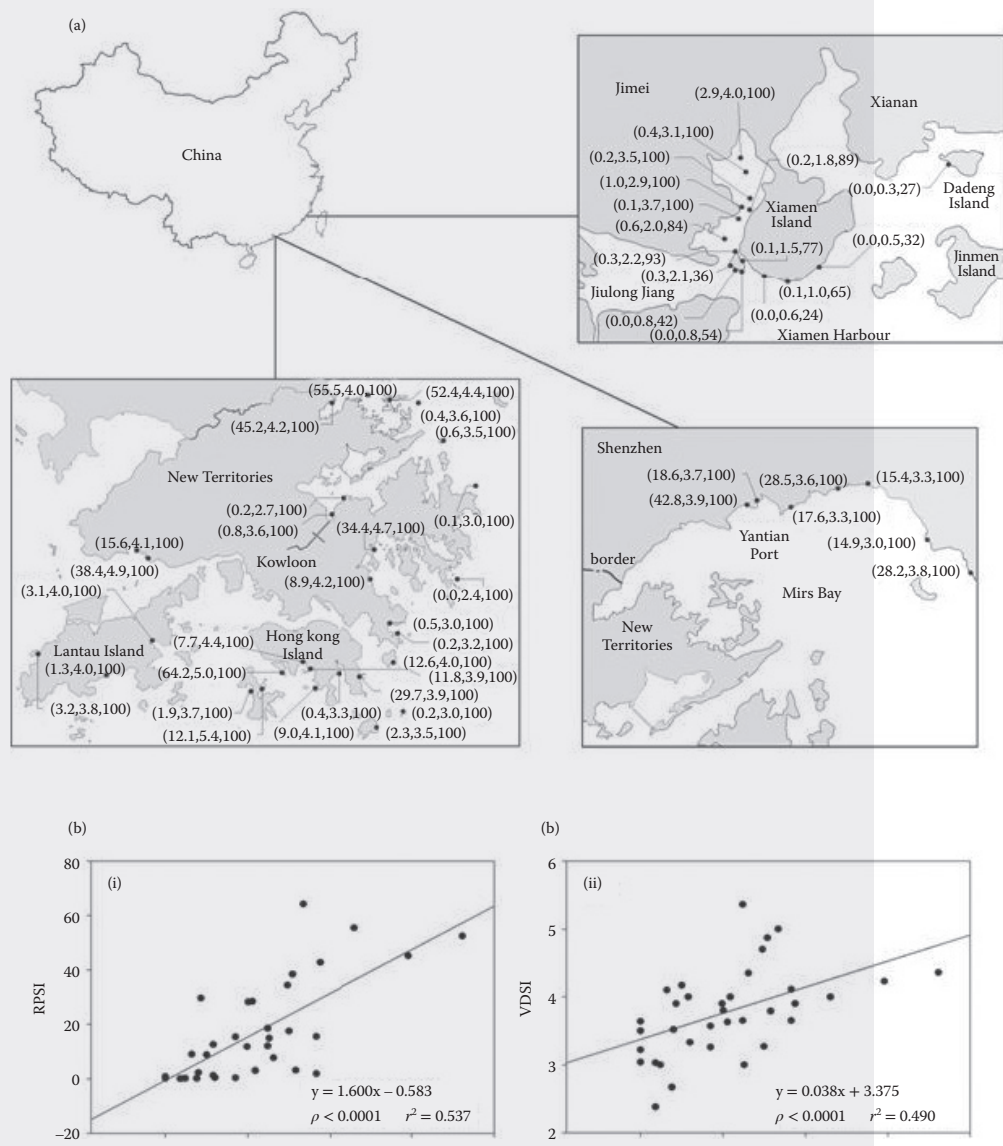 (a)
China
Jimei
(2.9,4.0,100)
Xianan
(0.4,3.1,100)
(0.2,3.5,100)
(0.2,1.8,89)
(1.0,2.9,100)
(0.0,0.3,27)
Dadeng
Island
(0.1,3.7,100)
Xiamen
Island
(0.6,2.0,84)
(0.0,0.5,32)
(0.3,2.2,93)
(0.1,1.5,77)
Jinmen
Island
(0.3,2.1,36)
Jiulong Jiang
(0.1,1.0,65)
(0.0,0.8,42)
(0.0,0.6,24)
(0.0,0.8,54)
Xiamen Harbour
(55.5,4.0,100)
(52.4,4.4,100)
(45.2,4.2,100)
(0.4,3.6,100)
(0.6,3.5,100)
New Territories
(0.2,2.7,100)
(0.8,3.6,100)
(34.4,4.7,100)
(0.1,3.0,100)
(15.6,4.1,100)
Kowloon
(38.4,4.9,100)
(8.9,4.2,100)
(3.1,4.0,100)
(0.0,2.4,100)
(0.5,3.0,100)
(7.7,4.4,100)
Hong kong
Island
(0.2,3.2,100)
Lantau Island
(1.3,4.0,100)
(64.2,5.0,100)
(12.6,4.0,100)
(11.8,3.9,100)
(29.7,3.9,100)
(3.2,3.8,100)
(1.9,3.7,100)
(0.4,3.3,100)
(0.2,3.0,100)
(12.1,5.4,100)
(9.0,4.1,100)
(2.3,3.5,100)
Shenzhen
(18.6,3.7,100)
(28.5,3.6,100)
(15.4,3.3,100)
(42.8,3.9,100)
(17.6,3.3,100)
Yantian
Port
(14.9,3.0,100)
border
(28.2,3.8,100)
Mirs Bay
New
Territories
(b)
(i)
RPSI
80
60
40
20
0
–20
y = 1.600x – 0.583
ρ < 0.0001 r² = 0.537
(b)
(ii)
VDSI
6
5
4
3
2
y = 0.038x + 3.375
ρ < 0.0001 r² = 0.490